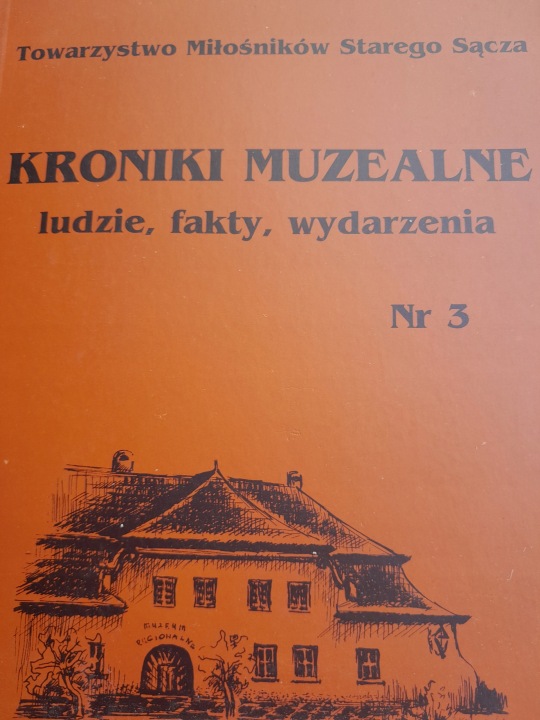 Towarzystwo Miłośników Starego Sącza
KRONIKI MUZEALNE
ludzie, fakty, wydarzenia
Nr 3
MUZEUM
REGIONALNE